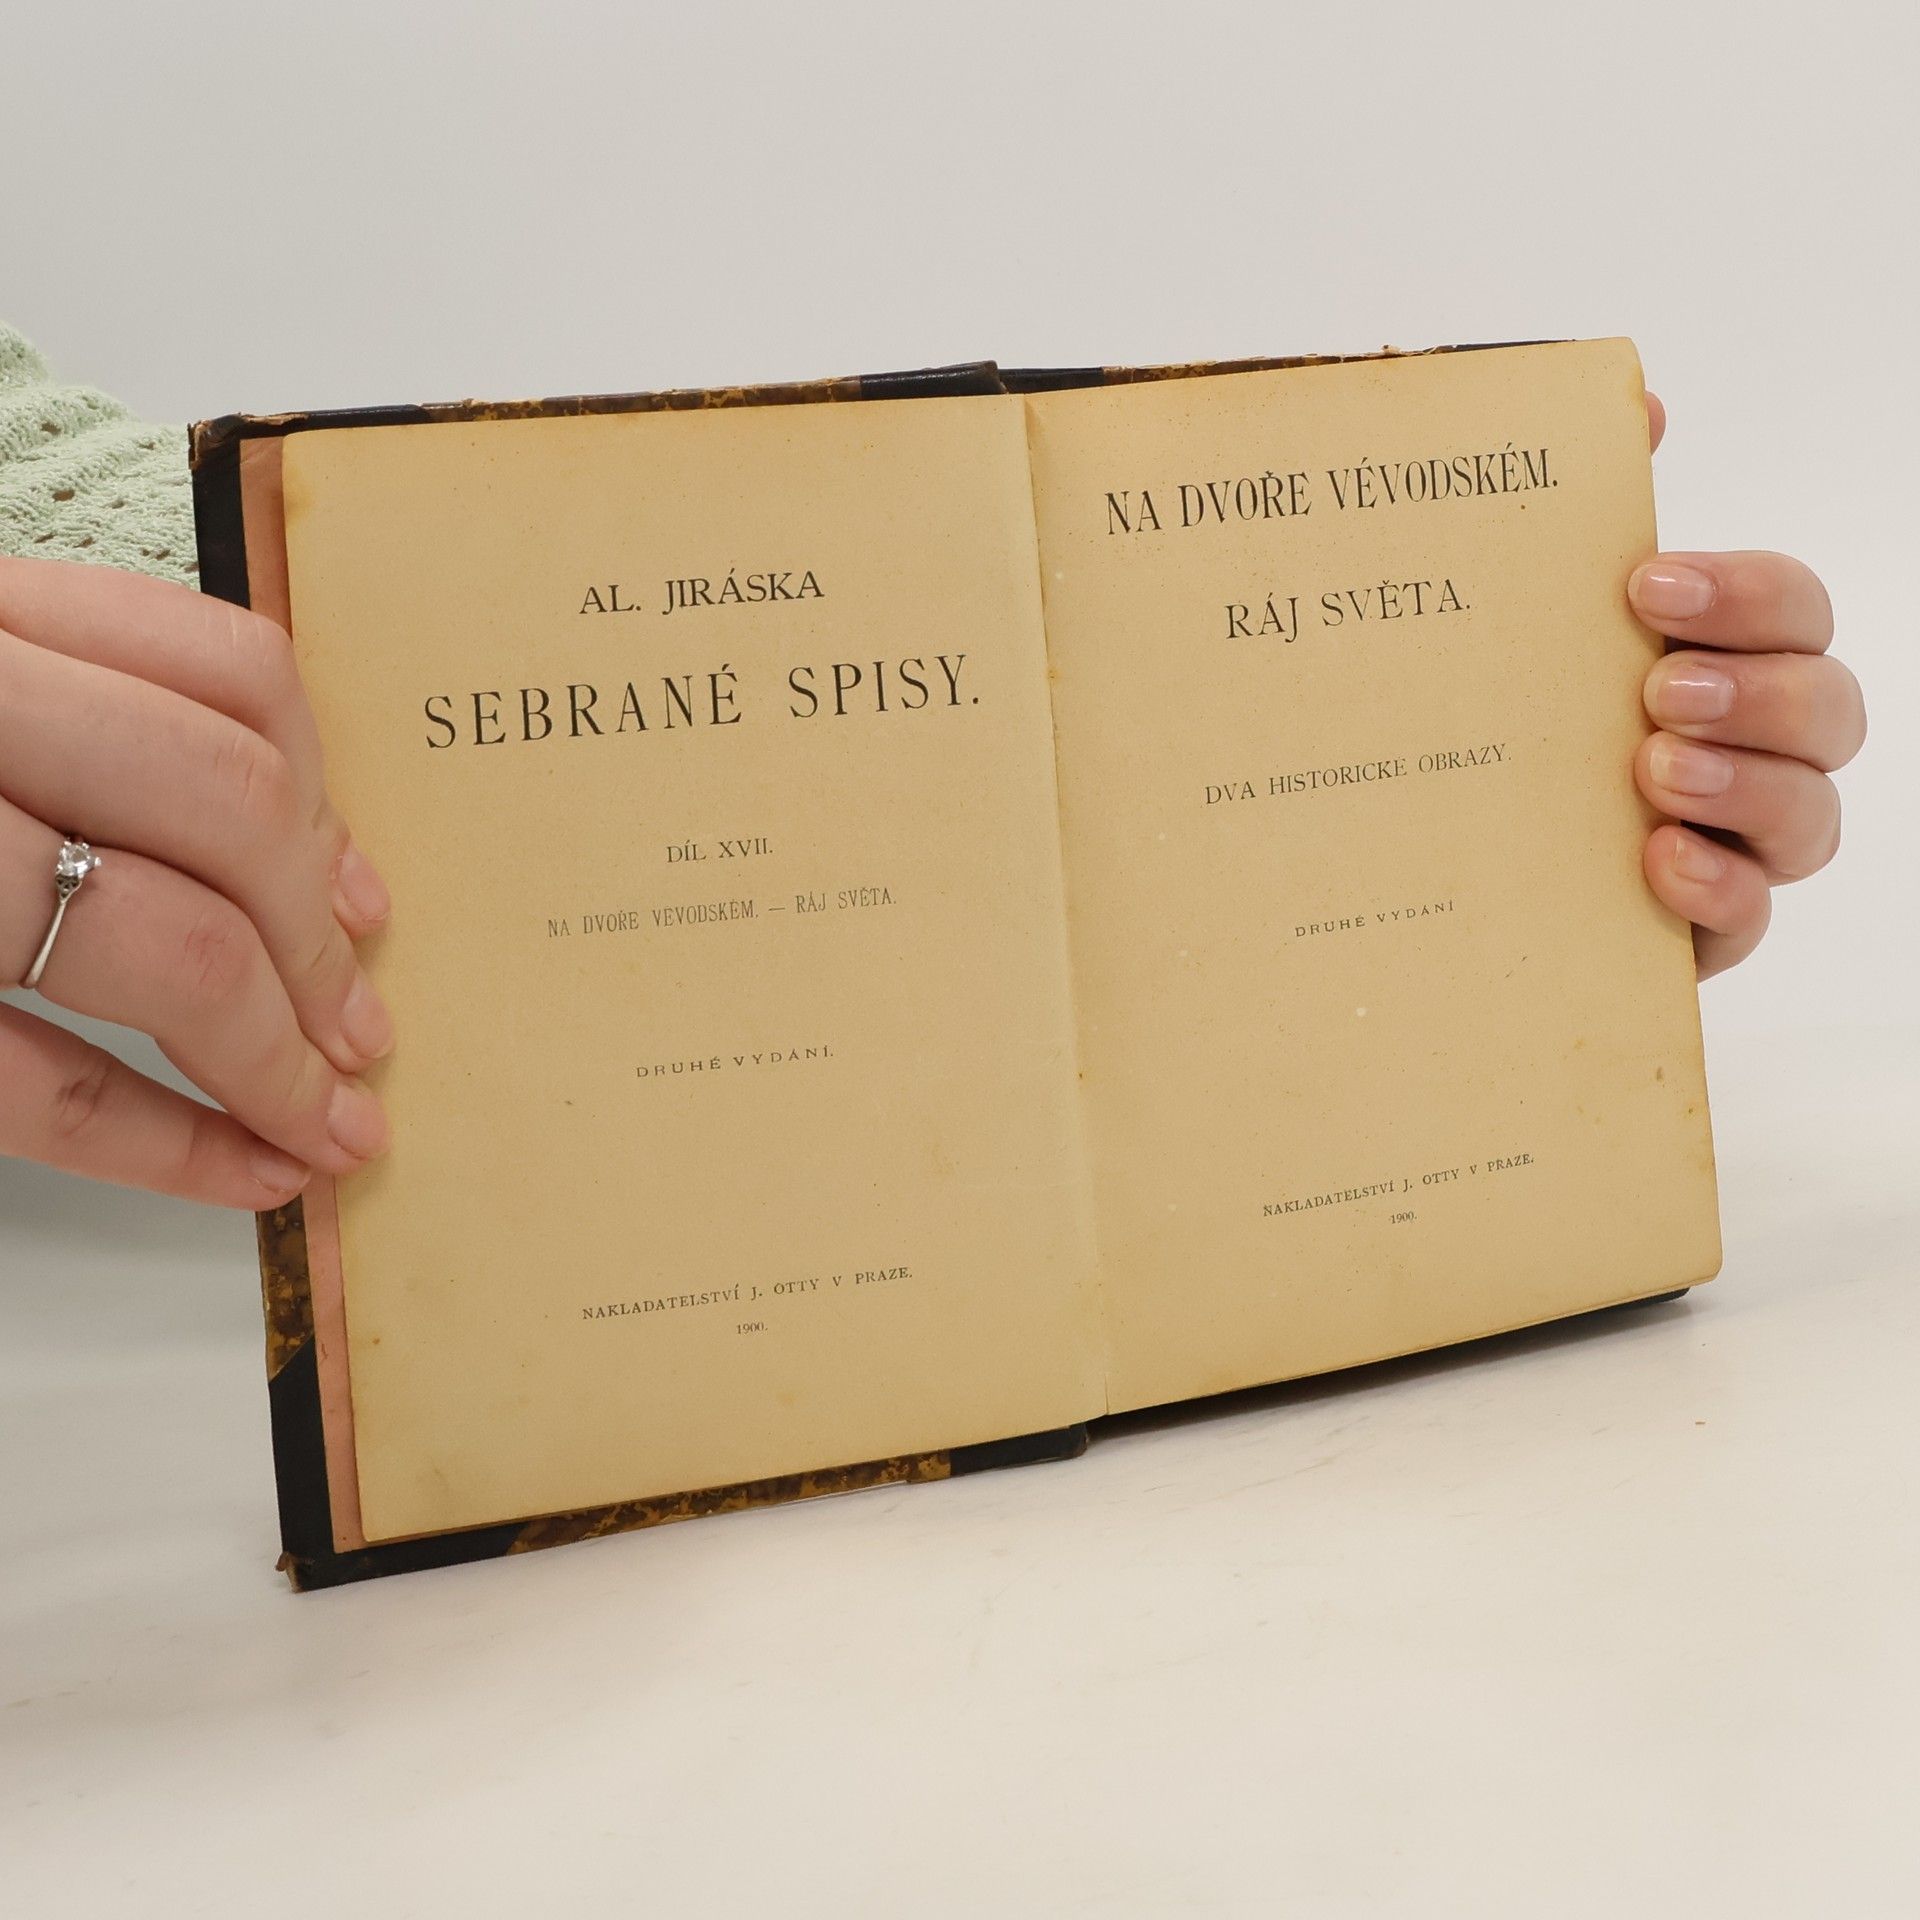 AL. JIRÁSKA
SEBRANÉ SPISY.
DÍL XVII.
NA DVOŘE VÉVODSKÉM. — RÁJ SVĚTA.
DRUHÉ VYDÁNÍ.
NAKLADATELSTVÍ J. OTTY V PRAZE.
1900.
NA DVOŘE VÉVODSKÉM.
RÁJ SVĚTA.
DVA HISTORICKÉ OBRAZY.
DRUHÉ VYDÁNÍ
NAKLADATELSTVÍ J. OTTY V PRAZE.
1900.